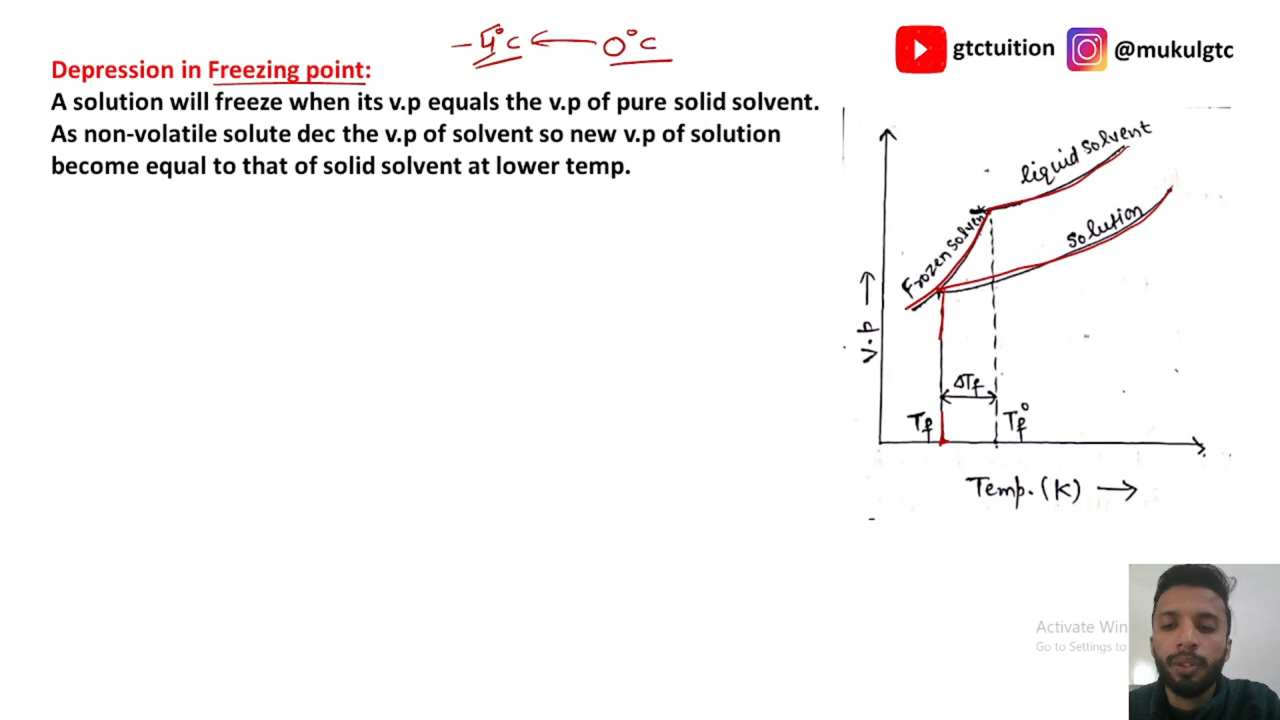 -4°c ← 0°c
gtctuition @mukulgtc
Depression in Freezing point:
A solution will freeze when its v.p equals the v.p of pure solid solvent.
As non-volatile solute dec the v.p of solvent so new v.p of solution
become equal to that of solid solvent at lower temp.
liquid solvent
Frozen solvent
solution
v.p →
ΔTf
Tf Tf°
Temp. (K) →
Activate Win
Go to Settings to